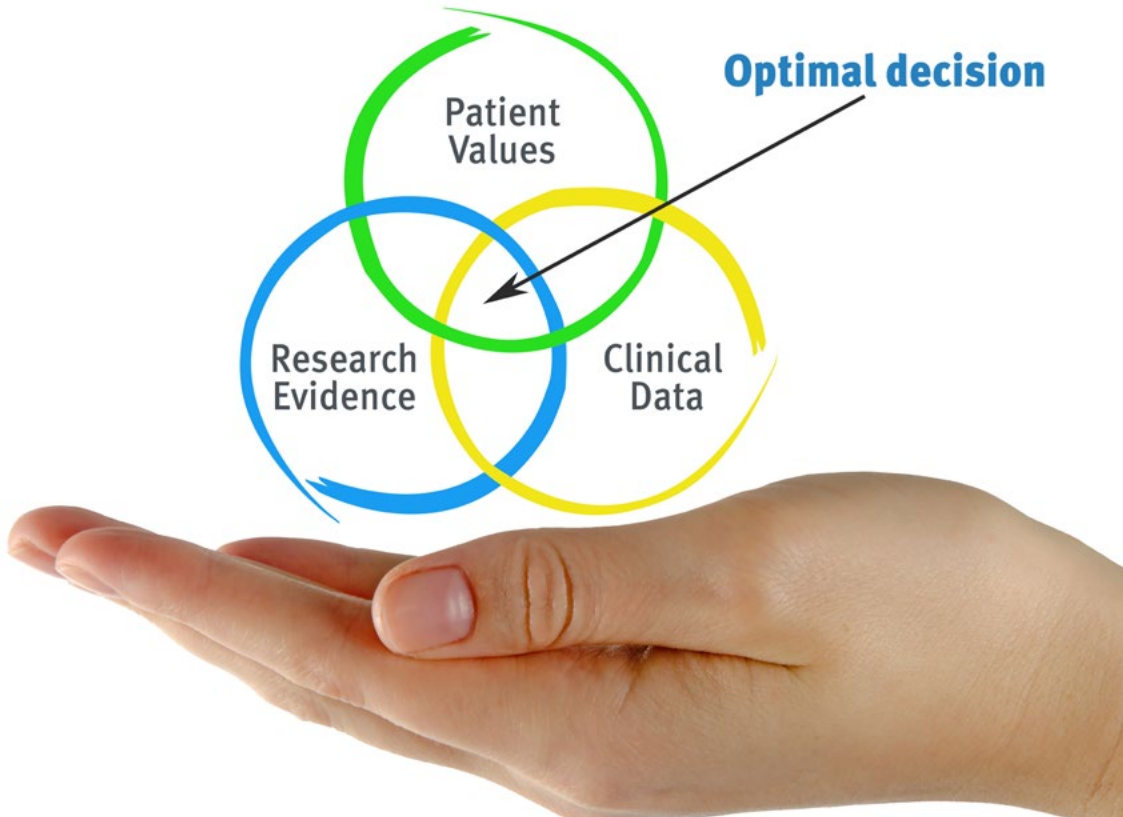 Optimal decision
Patient
Values
Research
Evidence
Clinical
Data